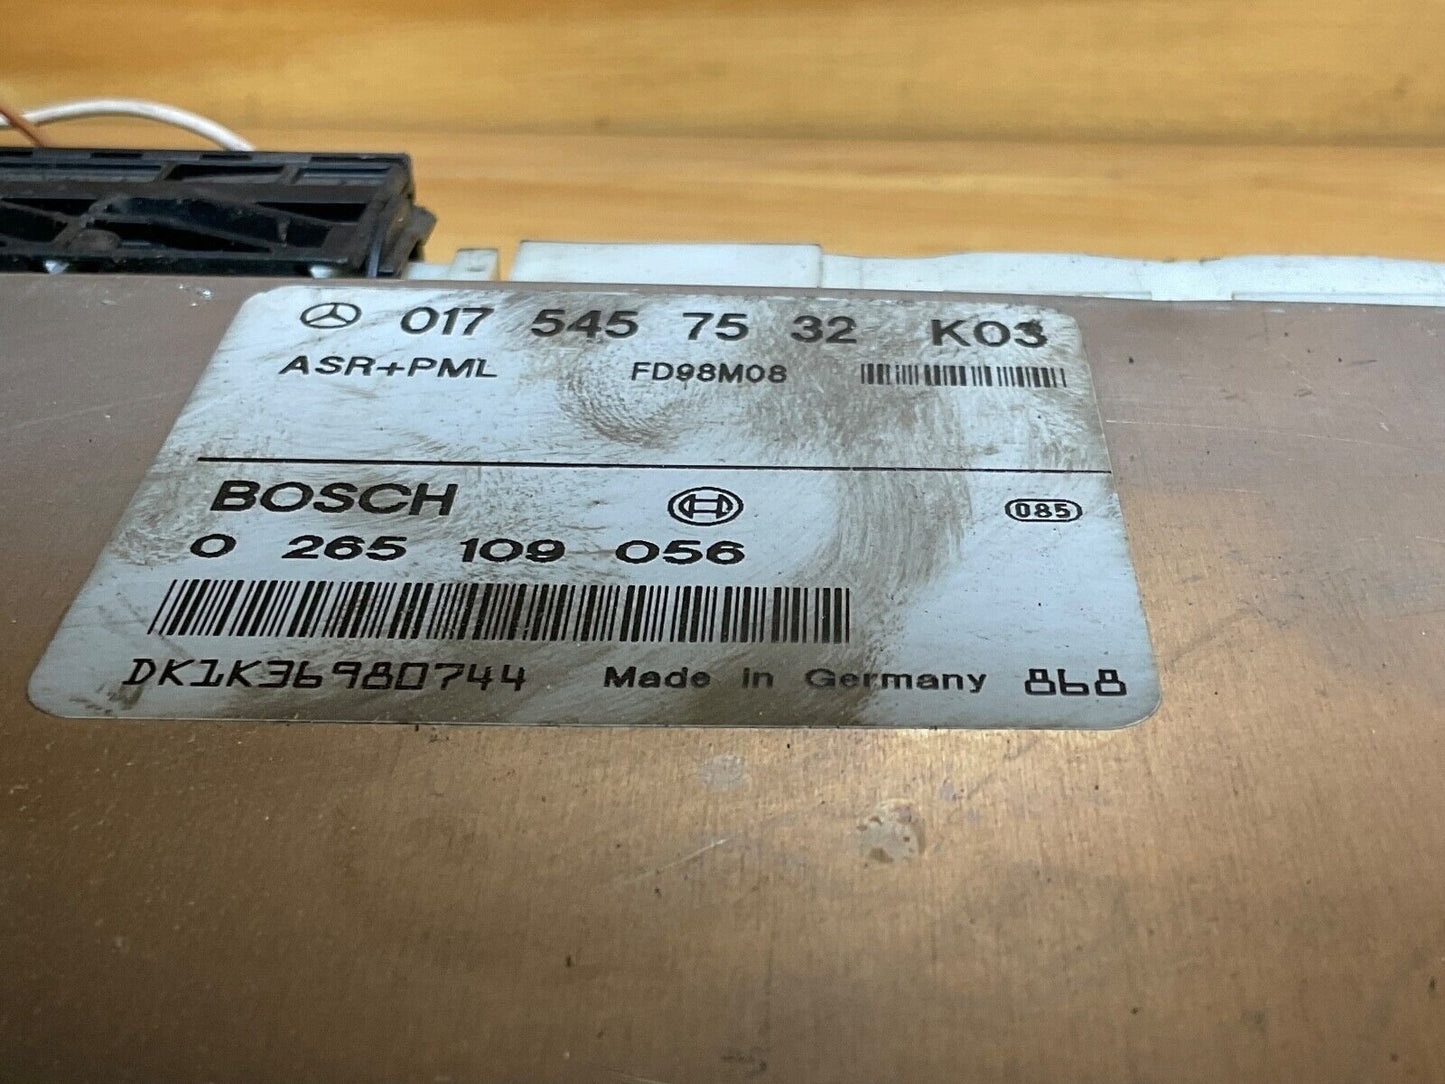 017 545 75 32 K03
ASR+PML FD98M08
BOSCH 085
0 265 109 056
DK1K36980744 Made in Germany 868